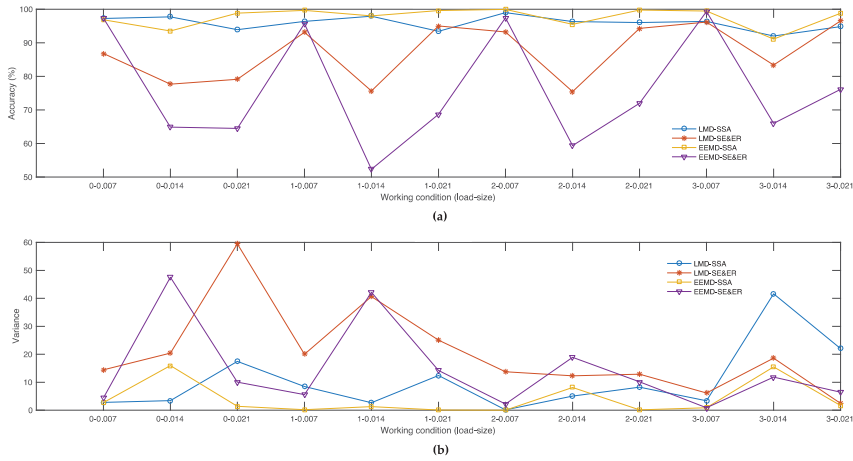 100
90
80
70
60
50
Accuracy (%)
LMD-SSA
LMD-SE&ER
EEMD-SSA
EEMD-SE&ER
0-0.007 0-0.014 0-0.021 1-0.007 1-0.014 1-0.021 2-0.007 2-0.014 2-0.021 3-0.007 3-0.014 3-0.021
Working condition (load-size)
(a)
60
50
40
30
20
10
0
Variance
LMD-SSA
LMD-SE&ER
EEMD-SSA
EEMD-SE&ER
0-0.007 0-0.014 0-0.021 1-0.007 1-0.014 1-0.021 2-0.007 2-0.014 2-0.021 3-0.007 3-0.014 3-0.021
Working condition (load-size)
(b)